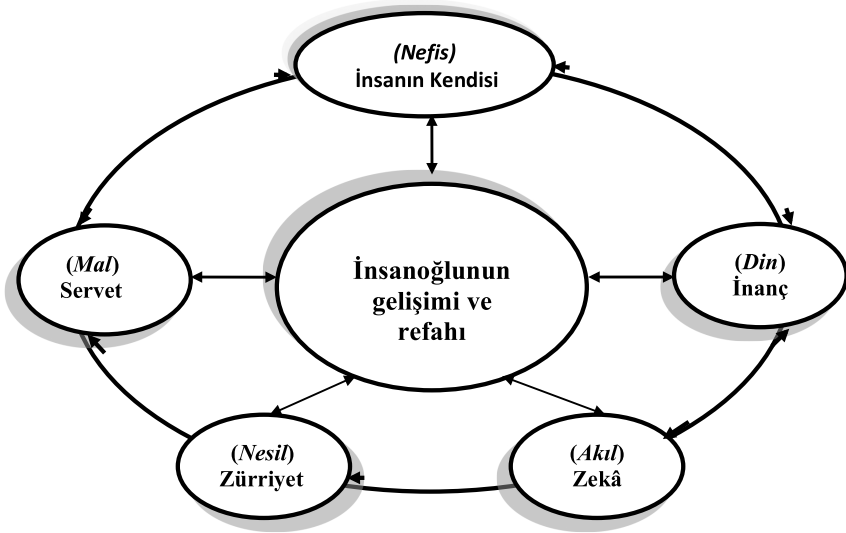 (Nefis)
İnsanın Kendisi
(Mal)
Servet
İnsanoğlunun
gelişimi ve
refahı
(Din)
İnanç
(Nesil)
Zürriyet
(Akıl)
Zekâ